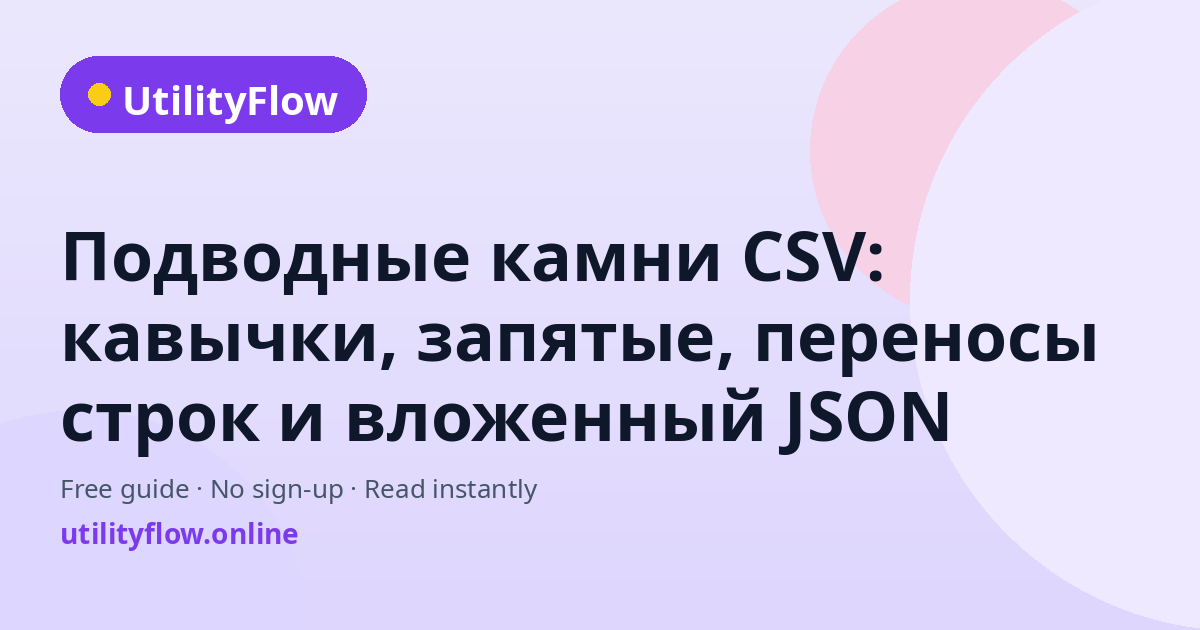 UtilityFlow
Подводные камни CSV:
кавычки, запятые, переносы
строк и вложенный JSON
Free guide · No sign-up · Read instantly
utilityflow.online